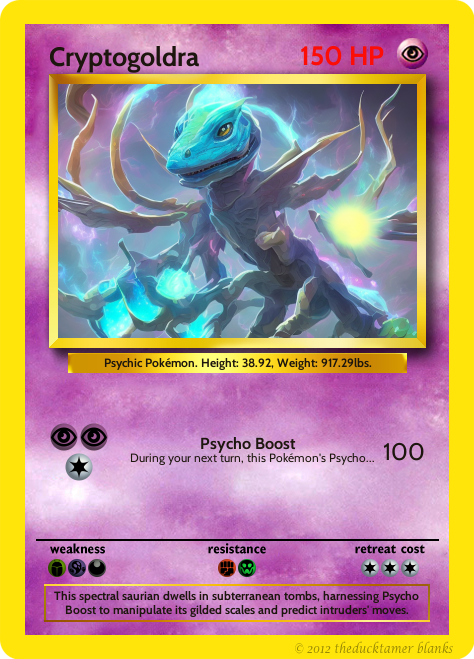 Cryptogoldra 150 HP
Psychic Pokémon. Height: 38.92, Weight: 917.29lbs.
Psycho Boost
During your next turn, this Pokémon's Psycho... 100
weakness resistance retreat cost
This spectral saurian dwells in subterranean tombs, harnessing Psycho
Boost to manipulate its gilded scales and predict intruders' moves.
© 2012 theducktamer blanks